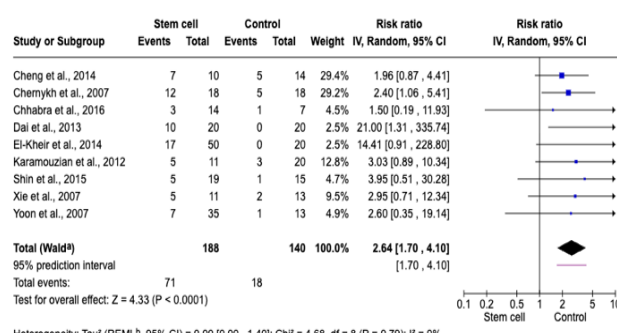 Stem cell Control Risk ratio Risk ratio
Study or Subgroup Events Total Events Total Weight IV, Random, 95% CI IV, Random, 95% CI
Cheng et al., 2014 7 10 5 14 29.4% 1.96 [0.87 , 4.41]
Chernykh et al., 2007 12 18 5 18 29.2% 2.40 [1.06 , 5.41]
Chhabra et al., 2016 3 14 1 7 4.5% 1.50 [0.19 , 11.93]
Dai et al., 2013 10 20 0 20 2.5% 21.00 [1.31 , 335.74]
El-Kheir et al., 2014 17 50 0 20 2.5% 14.41 [0.91 , 228.80]
Karamouzian et al., 2012 5 11 3 20 12.8% 3.03 [0.89 , 10.34]
Shin et al., 2015 5 19 1 15 4.7% 3.95 [0.51 , 30.28]
Xie et al., 2007 5 11 2 13 9.5% 2.95 [0.71 , 12.34]
Yoon et al., 2007 7 35 1 13 4.9% 2.60 [0.35 , 19.14]
Total (Waldª) 188 140 100.0% 2.64 [1.70 , 4.10]
95% prediction interval [1.70 , 4.10]
Total events: 71 18
Test for overall effect: Z = 4.33 (P < 0.0001)
0.1 0.2 0.5 1 2 5 10
Stem cell Control